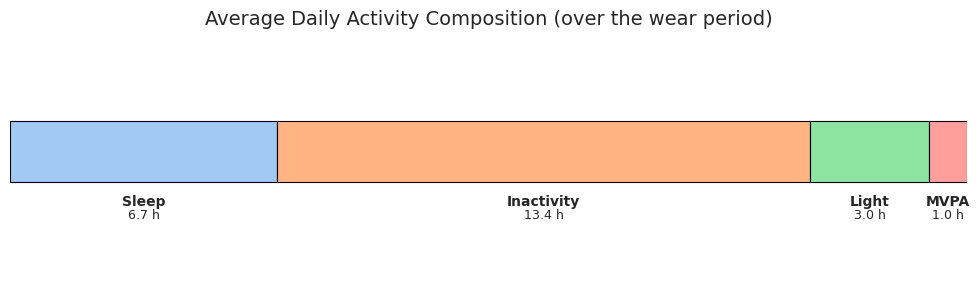 Average Daily Activity Composition (over the wear period)
Sleep Inactivity Light MVPA
6.7 h 13.4 h 3.0 h 1.0 h